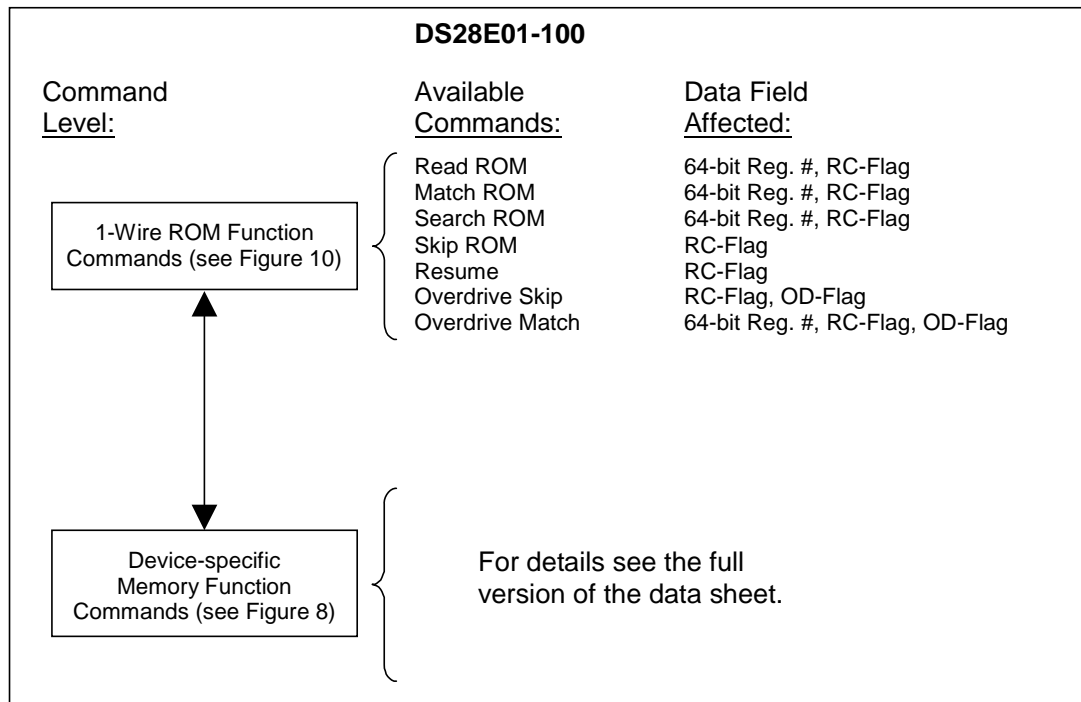 DS28E01-100
Command Level:
Available Commands:
Data Field Affected:
1-Wire ROM Function
Commands (see Figure 10)
Read ROM 64-bit Reg. #, RC-Flag
Match ROM 64-bit Reg. #, RC-Flag
Search ROM 64-bit Reg. #, RC-Flag
Skip ROM RC-Flag
Resume RC-Flag
Overdrive Skip RC-Flag, OD-Flag
Overdrive Match 64-bit Reg. #, RC-Flag, OD-Flag
Device-specific
Memory Function
Commands (see Figure 8)
For details see the full
version of the data sheet.